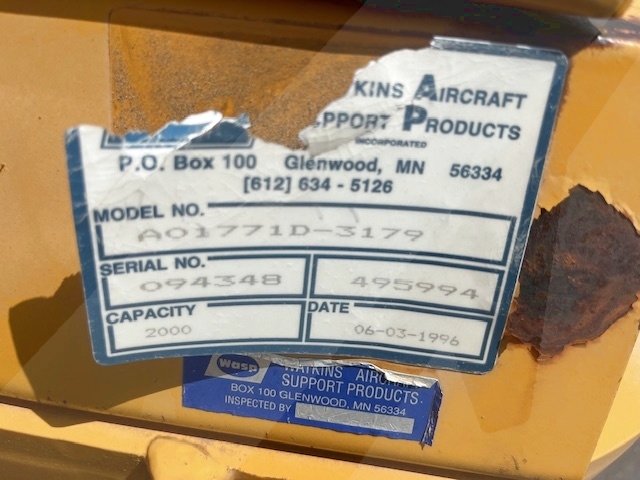 KINS AIRCRAFT
PPORT PRODUCTS
INCORPORATED
P.O. Box 100 Glenwood, MN 56334
[612] 634 - 5126
MODEL NO.
A01771D-3179
SERIAL NO.
094348 495994
CAPACITY DATE
2000 06-03-1996
Wasp WATKINS AIRCRAFT
SUPPORT PRODUCTS.
BOX 100 GLENWOOD, MN 56334
INSPECTED BY